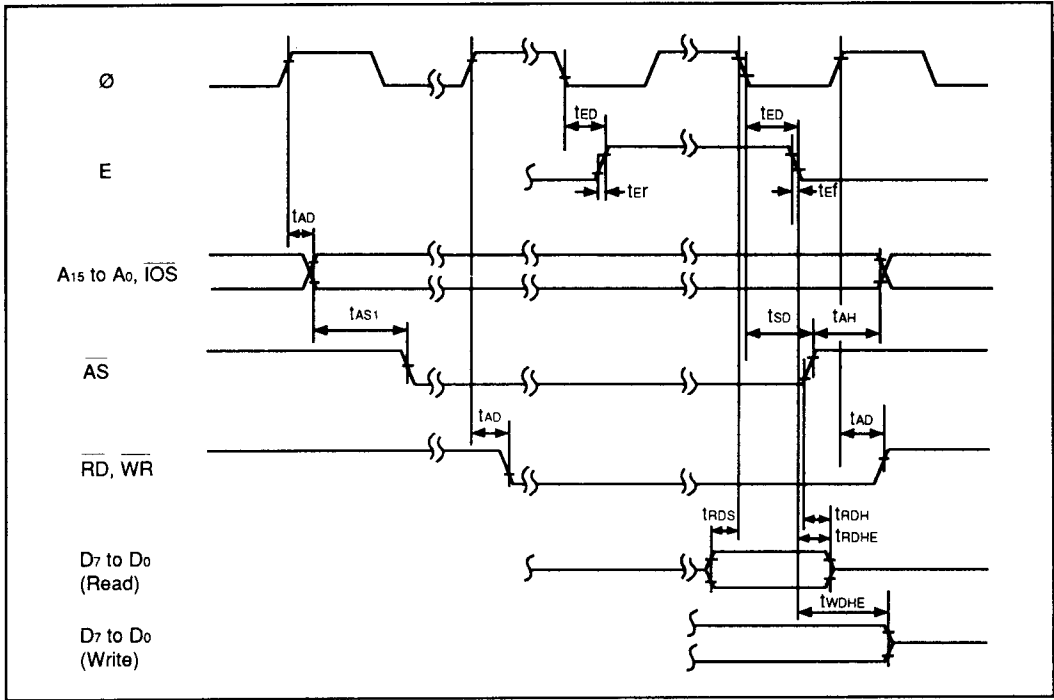 Ø
tED
tED
E
tEr
tEf
tAD
A15 to A0, IOS
tAS1
tSD
tAH
AS
tAD
tAD
RD, WR
tRDS
tRDH
tRDHE
D7 to D0
(Read)
tWDHE
D7 to D0
(Write)